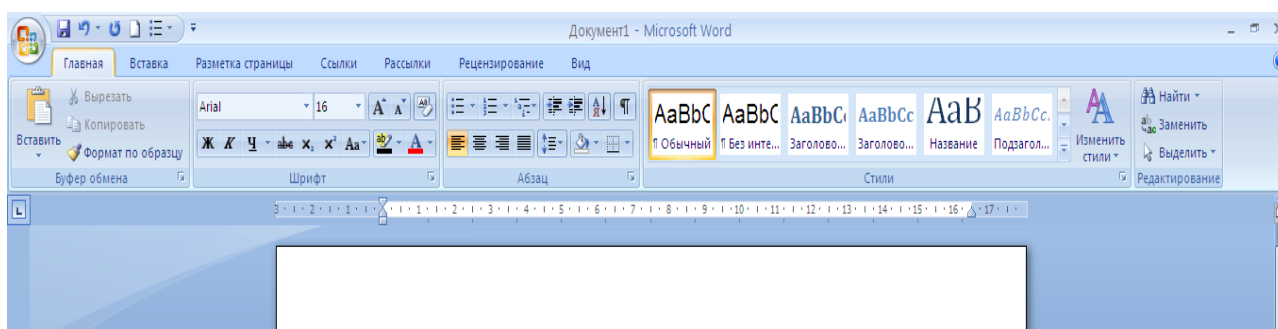 Документ1 - Microsoft Word
Главная Вставка Разметка страницы Ссылки Рассылки Рецензирование Вид
Вставить
Вырезать
Копировать
Формат по образцу
Буфер обмена
Arial 16
Ж К Ч abc x₂ x² Aa
Шрифт
Абзац
AaBbC AaBbC AaBbC AaBbCc АаВ AaBbCc.
¶ Обычный ¶ Без инте... Заголово... Заголово... Название Подзагол...
Изменить
стили
Стили
Найти
Заменить
Выделить
Редактирование
3 2 1 1 2 3 4 5 6 7 8 9 10 11 12 13 14 15 16 17